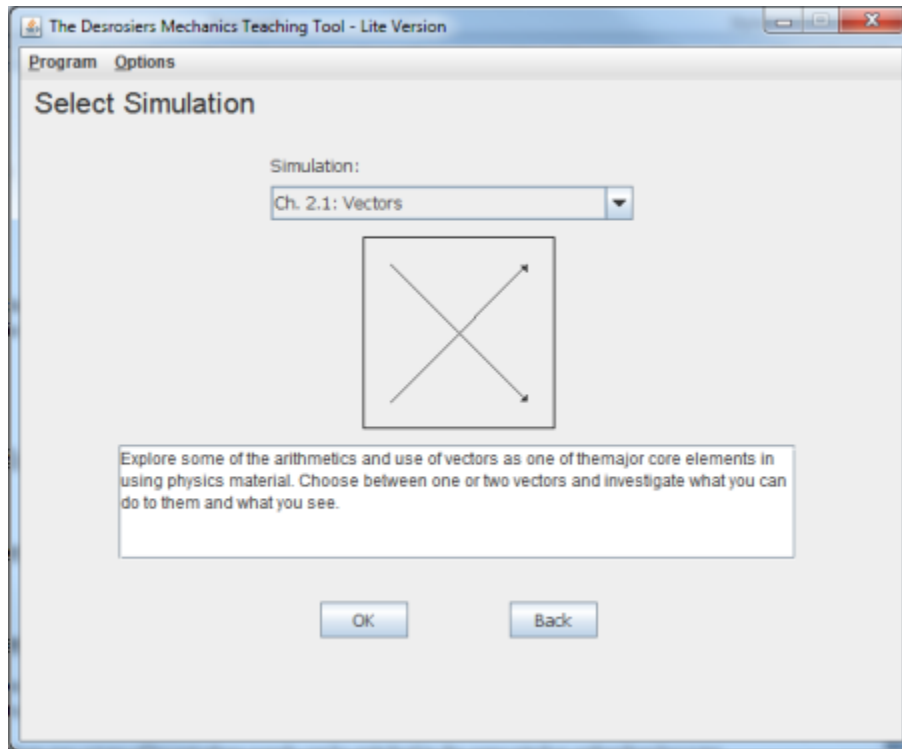 The Desrosiers Mechanics Teaching Tool - Lite Version
Program Options
Select Simulation
Simulation:
Ch. 2.1: Vectors
Explore some of the arithmetics and use of vectors as one of themajor core elements in
using physics material. Choose between one or two vectors and investigate what you can
do to them and what you see.
OK Back